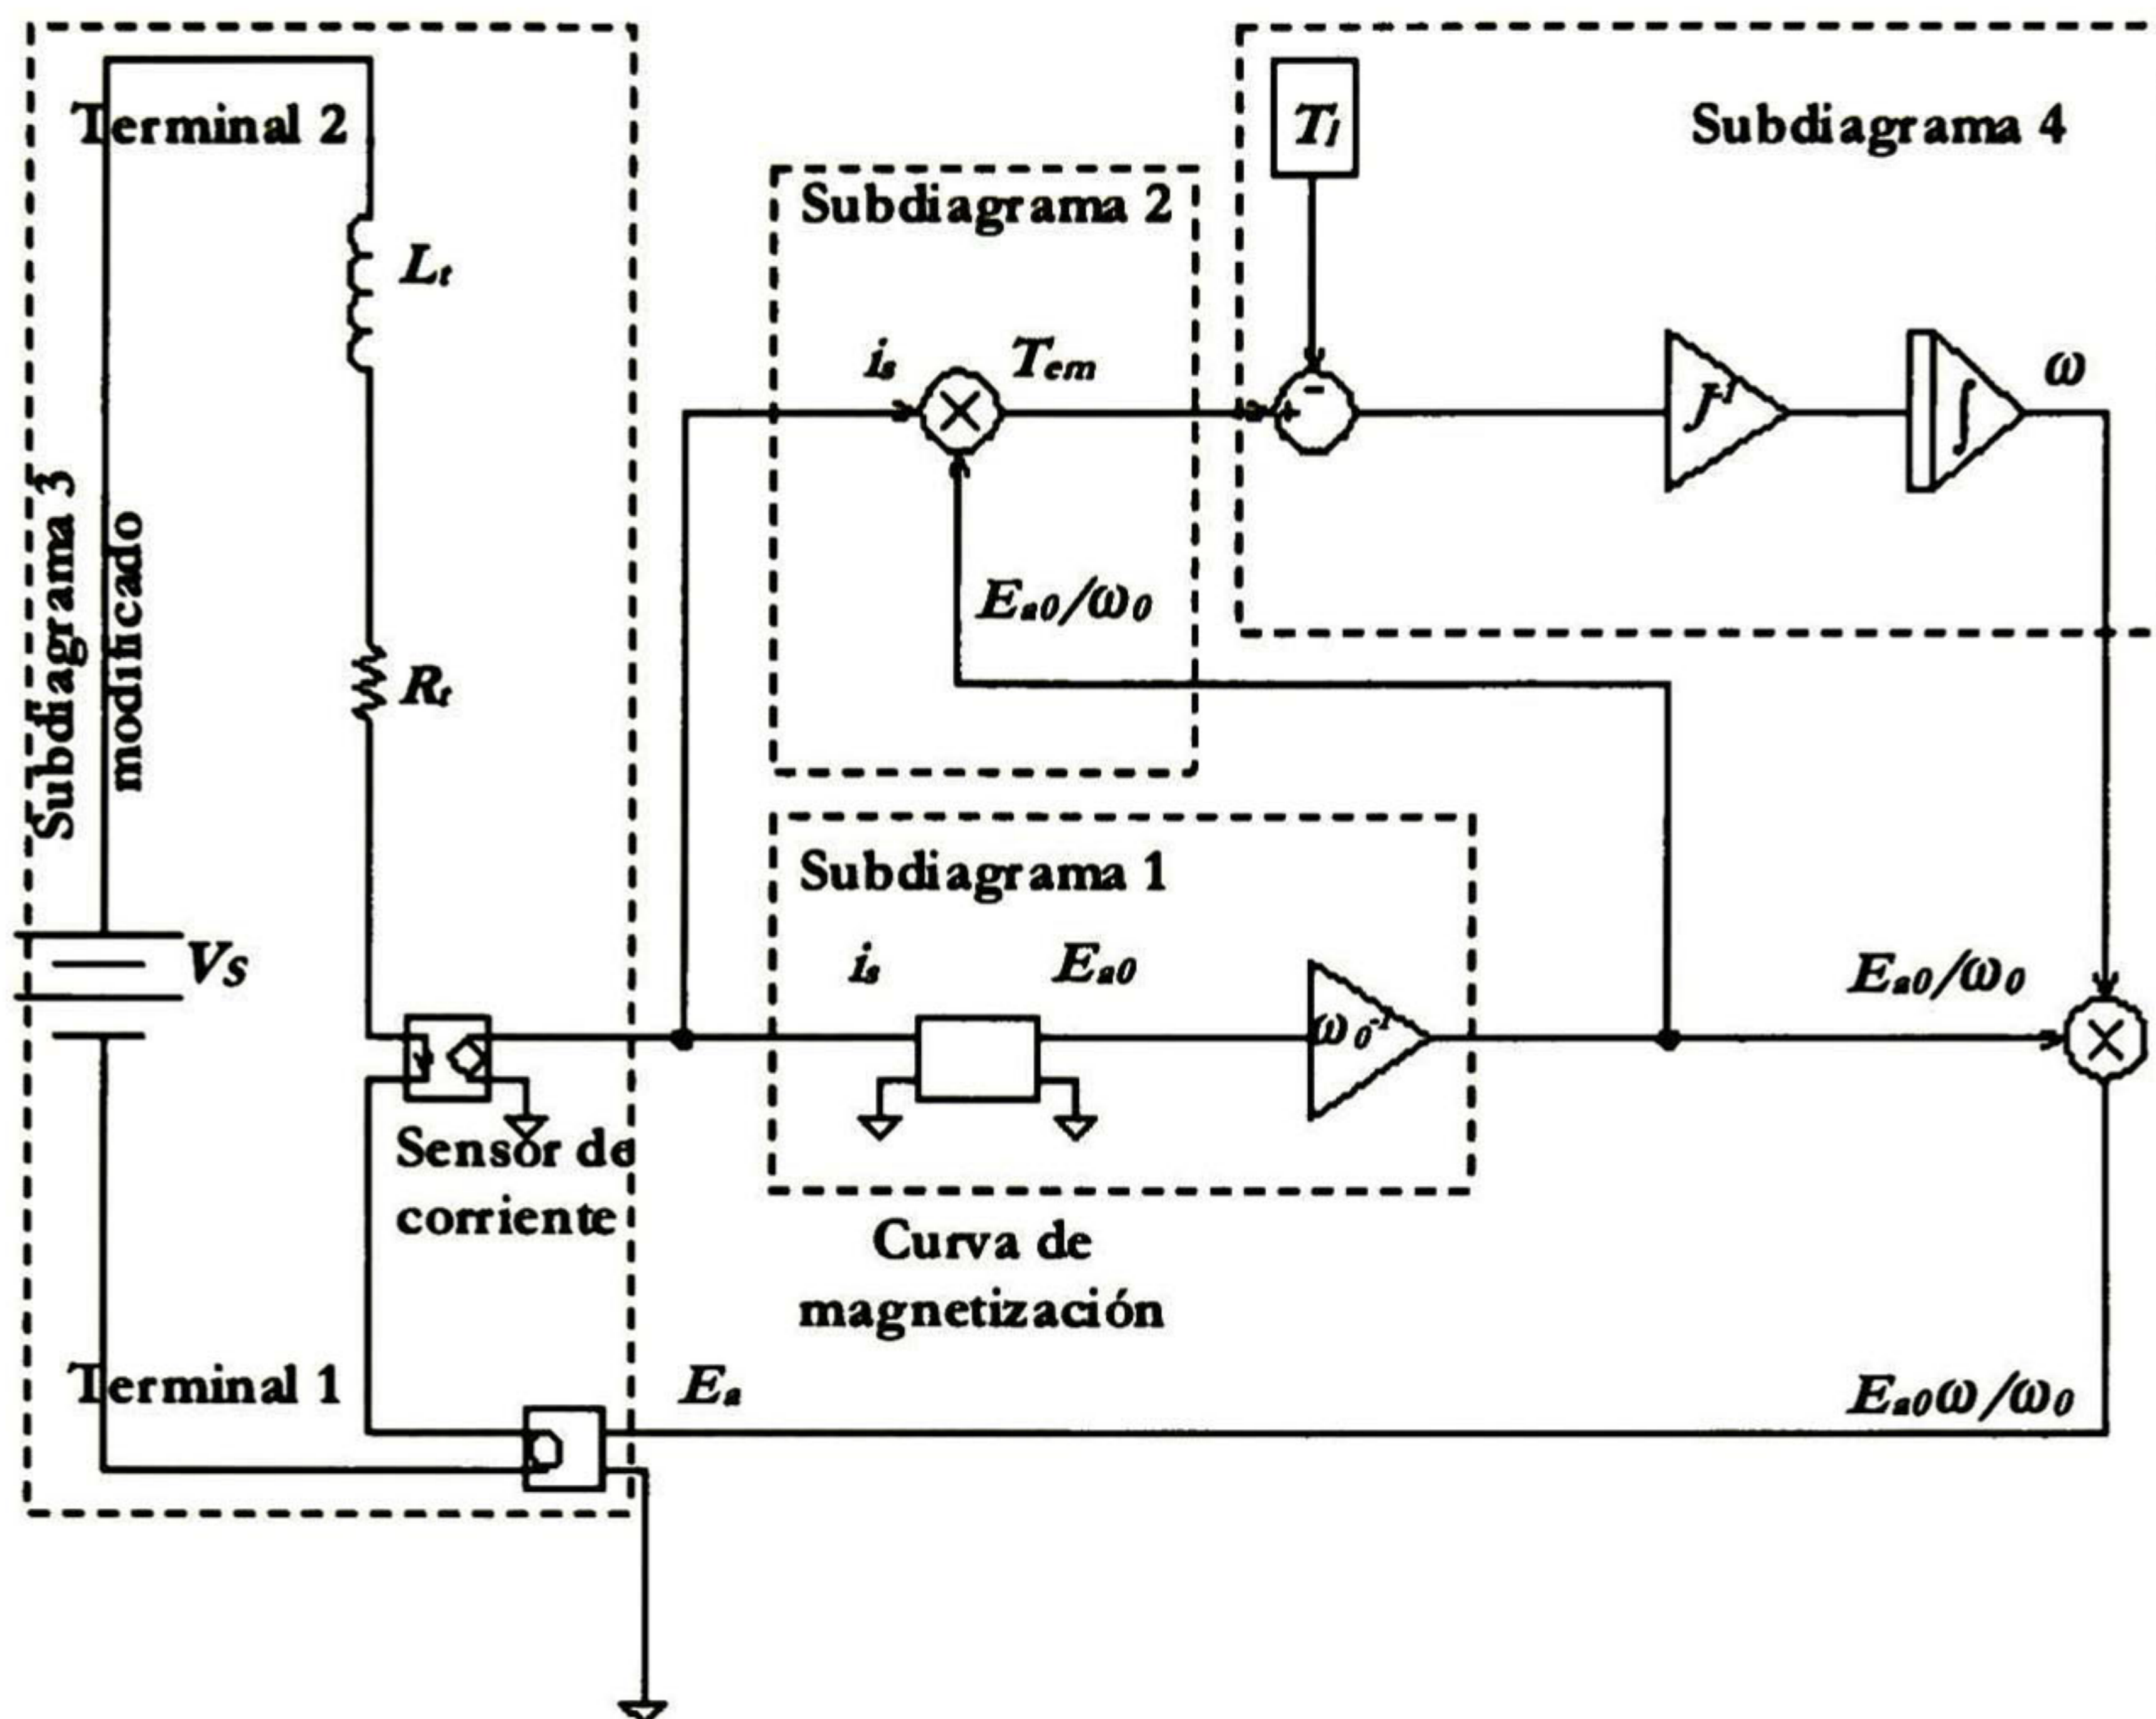 Terminal 2
Lt
Subdiagrama 3
modificado
Rt
VS
Sensor de
corriente
Terminal 1
Subdiagrama 2
is
Tem
Ea0/ω0
Tl
Subdiagrama 4
+
-
J-1
∫
ω
Subdiagrama 1
is
Ea0
ω0-1
Ea0/ω0
Curva de
magnetización
Ea
Ea0ω/ω0